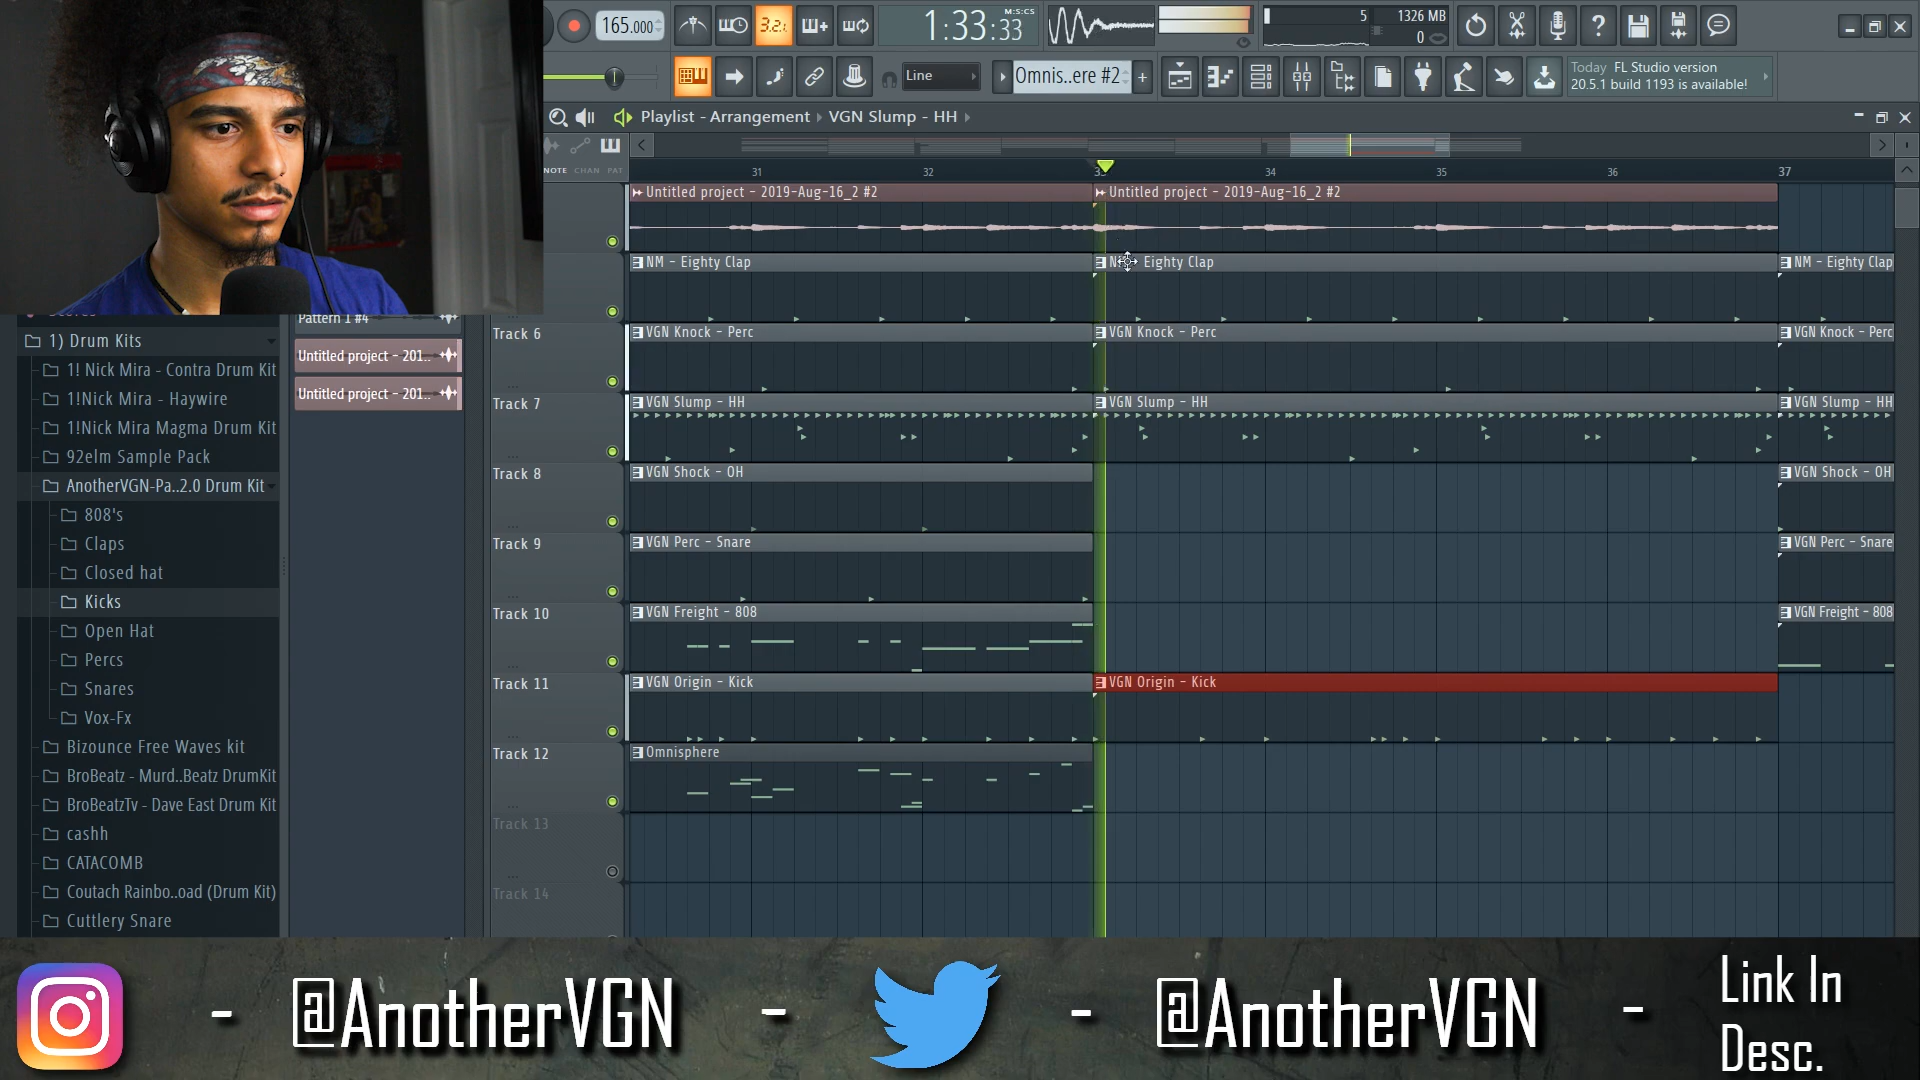 165.000
3.2.1
1:33:33
M:S:CS
5
1326 MB
0
Line
Omnis..ere #2
Today FL Studio version
20.5.1 build 1193 is available!
Playlist - Arrangement
VGN Slump - HH
NOTE CHAN PAT
31 32 34 35 36 37
Untitled project - 2019-Aug-16_2 #2
Untitled project - 2019-Aug-16_2 #2
NM - Eighty Clap
Eighty Clap
NM - Eighty Clap
Pattern 1 #4
Untitled project - 201..
Untitled project - 201..
1) Drum Kits
1! Nick Mira - Contra Drum Kit
1!Nick Mira - Haywire
1!Nick Mira Magma Drum Kit
92elm Sample Pack
AnotherVGN-Pa..2.0 Drum Kit
808's
Claps
Closed hat
Kicks
Open Hat
Percs
Snares
Vox-Fx
Bizounce Free Waves kit
BroBeatz - Murd..Beatz DrumKit
BroBeatzTv - Dave East Drum Kit
cashh
CATACOMB
Coutach Rainbo..oad (Drum Kit)
Cuttlery Snare
Track 6
VGN Knock - Perc
VGN Knock - Perc
VGN Knock - Perc
Track 7
VGN Slump - HH
VGN Slump - HH
VGN Slump - HH
Track 8
VGN Shock - OH
VGN Shock - OH
Track 9
VGN Perc - Snare
VGN Perc - Snare
Track 10
VGN Freight - 808
VGN Freight - 808
Track 11
VGN Origin - Kick
VGN Origin - Kick
Track 12
Omnisphere
Track 13
Track 14
- @AnotherVGN - - @AnotherVGN - Link In
Desc.